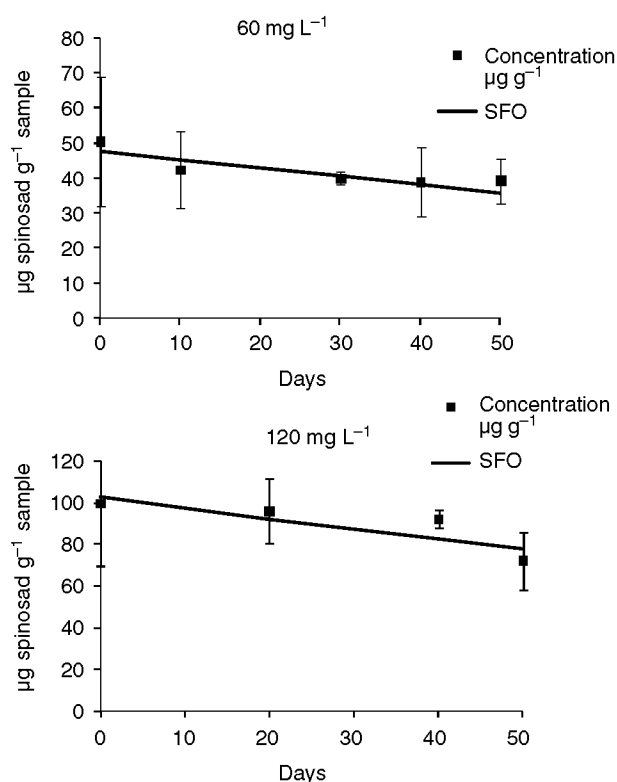 60 mg L⁻¹
Concentration
µg g⁻¹
SFO
80
70
60
50
40
30
20
10
0
µg spinosad g⁻¹ sample
0 10 20 30 40 50
Days
Concentration
µg g⁻¹
120 mg L⁻¹
SFO
120
100
80
60
40
20
0
µg spinosad g⁻¹ sample
0 10 20 30 40 50
Days